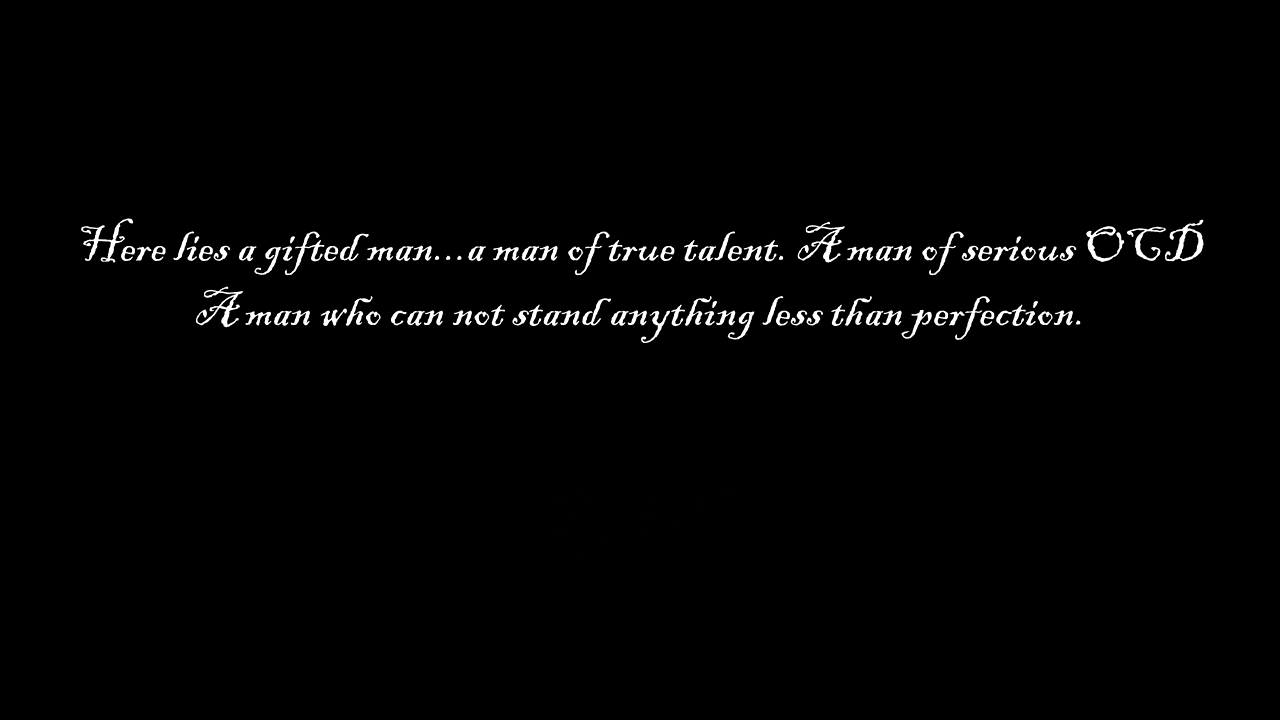 Here lies a gifted man...a man of true talent. A man of serious OCD
A man who can not stand anything less than perfection.